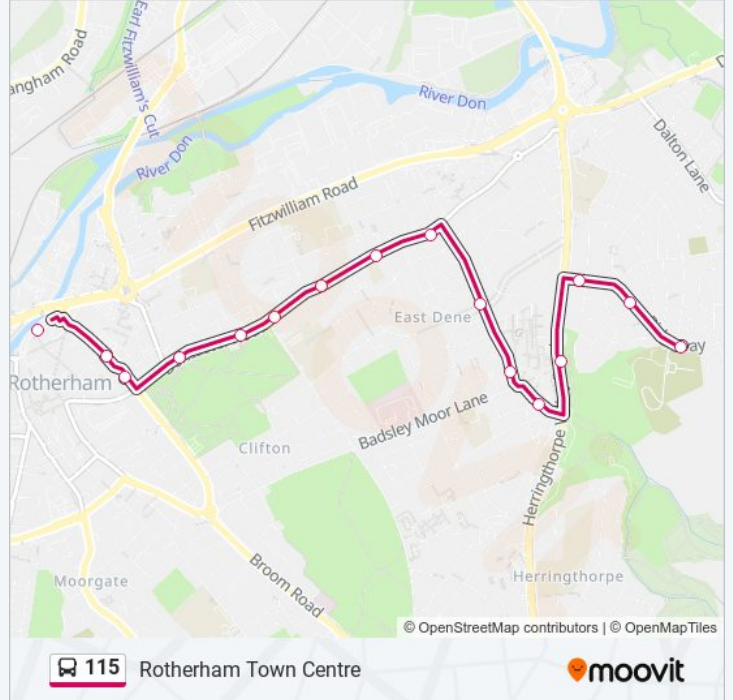 Earl Fitzwilliam's Cut
angham Road
River Don
River Don
Dalton Lane
Fitzwilliam Road
East Dene
ay
Rotherham
Badsley Moor Lane
Clifton
Herringthorpe V
Broom Road
Moorgate
Herringthorpe
© OpenStreetMap contributors | © OpenMapTiles
115 Rotherham Town Centre
moovit